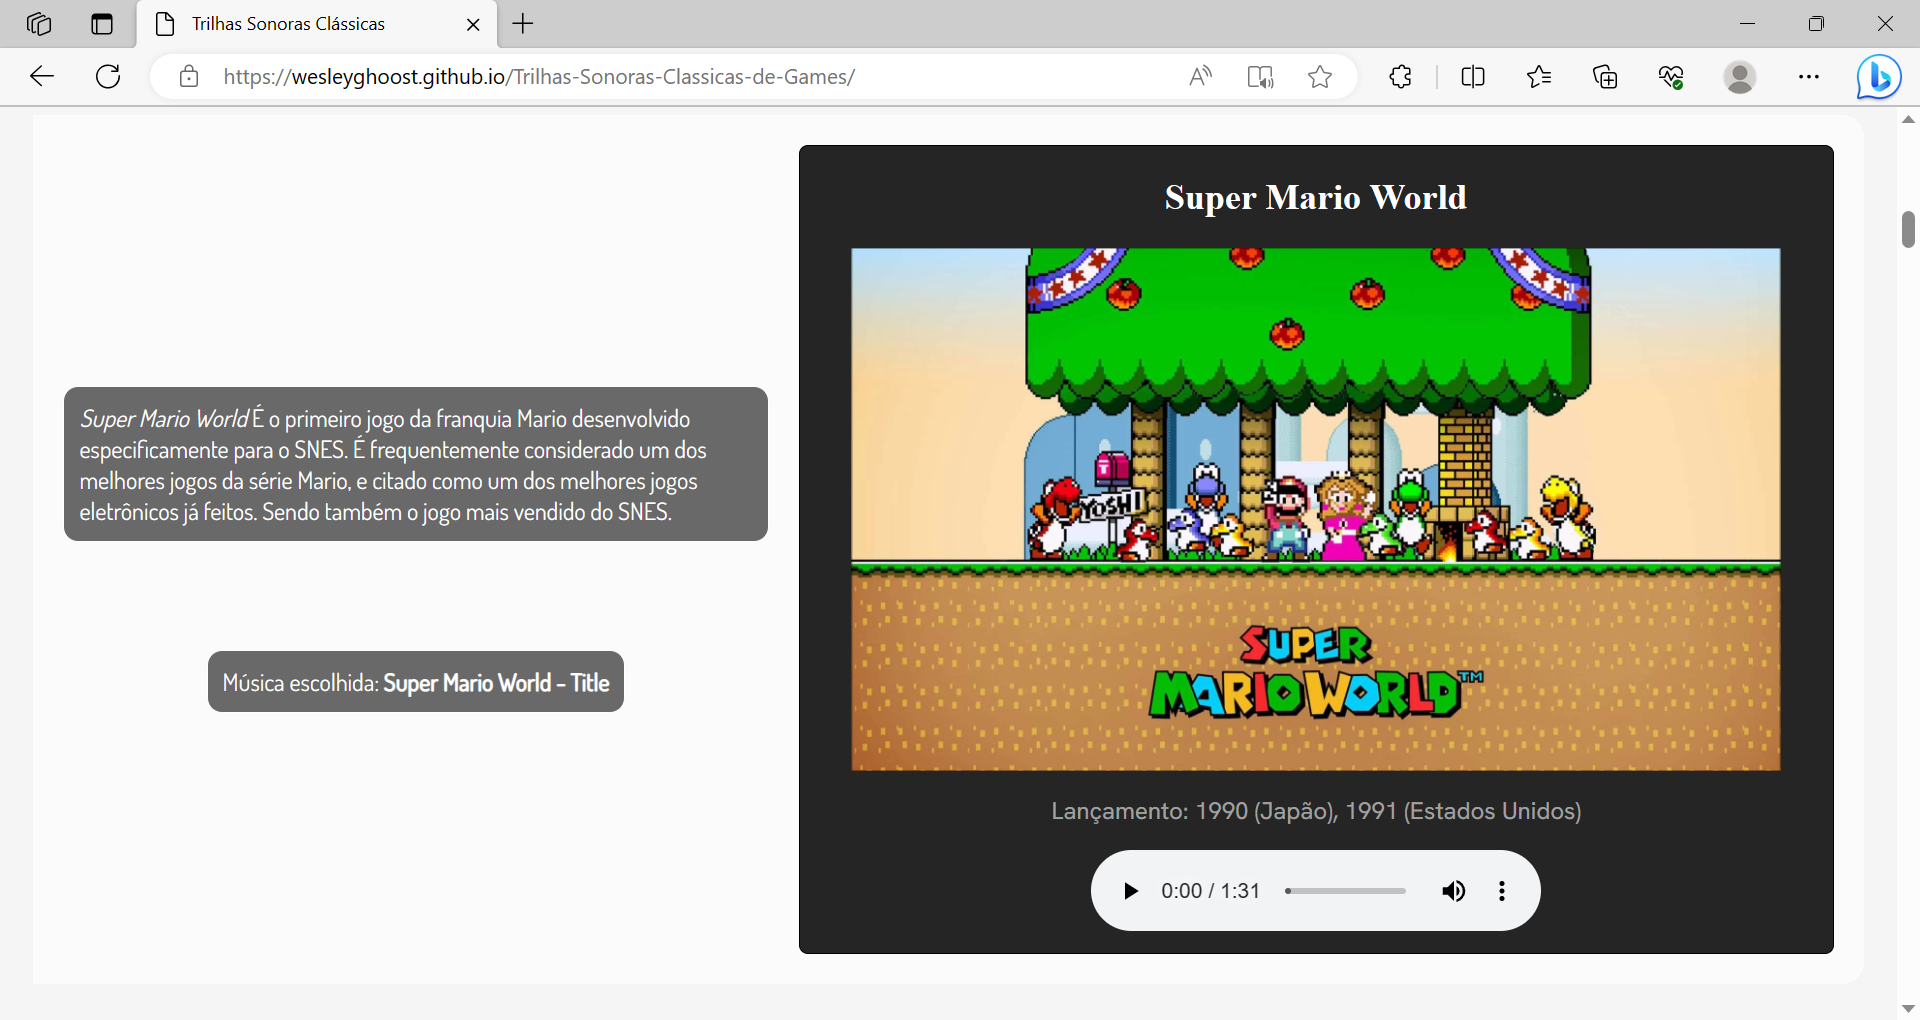 Trilhas Sonoras Clássicas
https://wesleyghoost.github.io/Trilhas-Sonoras-Classicas-de-Games/
Super Mario World É o primeiro jogo da franquia Mario desenvolvido
especificamente para o SNES. É frequentemente considerado um dos
melhores jogos da série Mario, e citado como um dos melhores jogos
eletrônicos já feitos. Sendo também o jogo mais vendido do SNES.
Música escolhida: Super Mario World - Title
Super Mario World
T
YOSHI
SUPER
MARIO WORLD™
Lançamento: 1990 (Japão), 1991 (Estados Unidos)
0:00 / 1:31